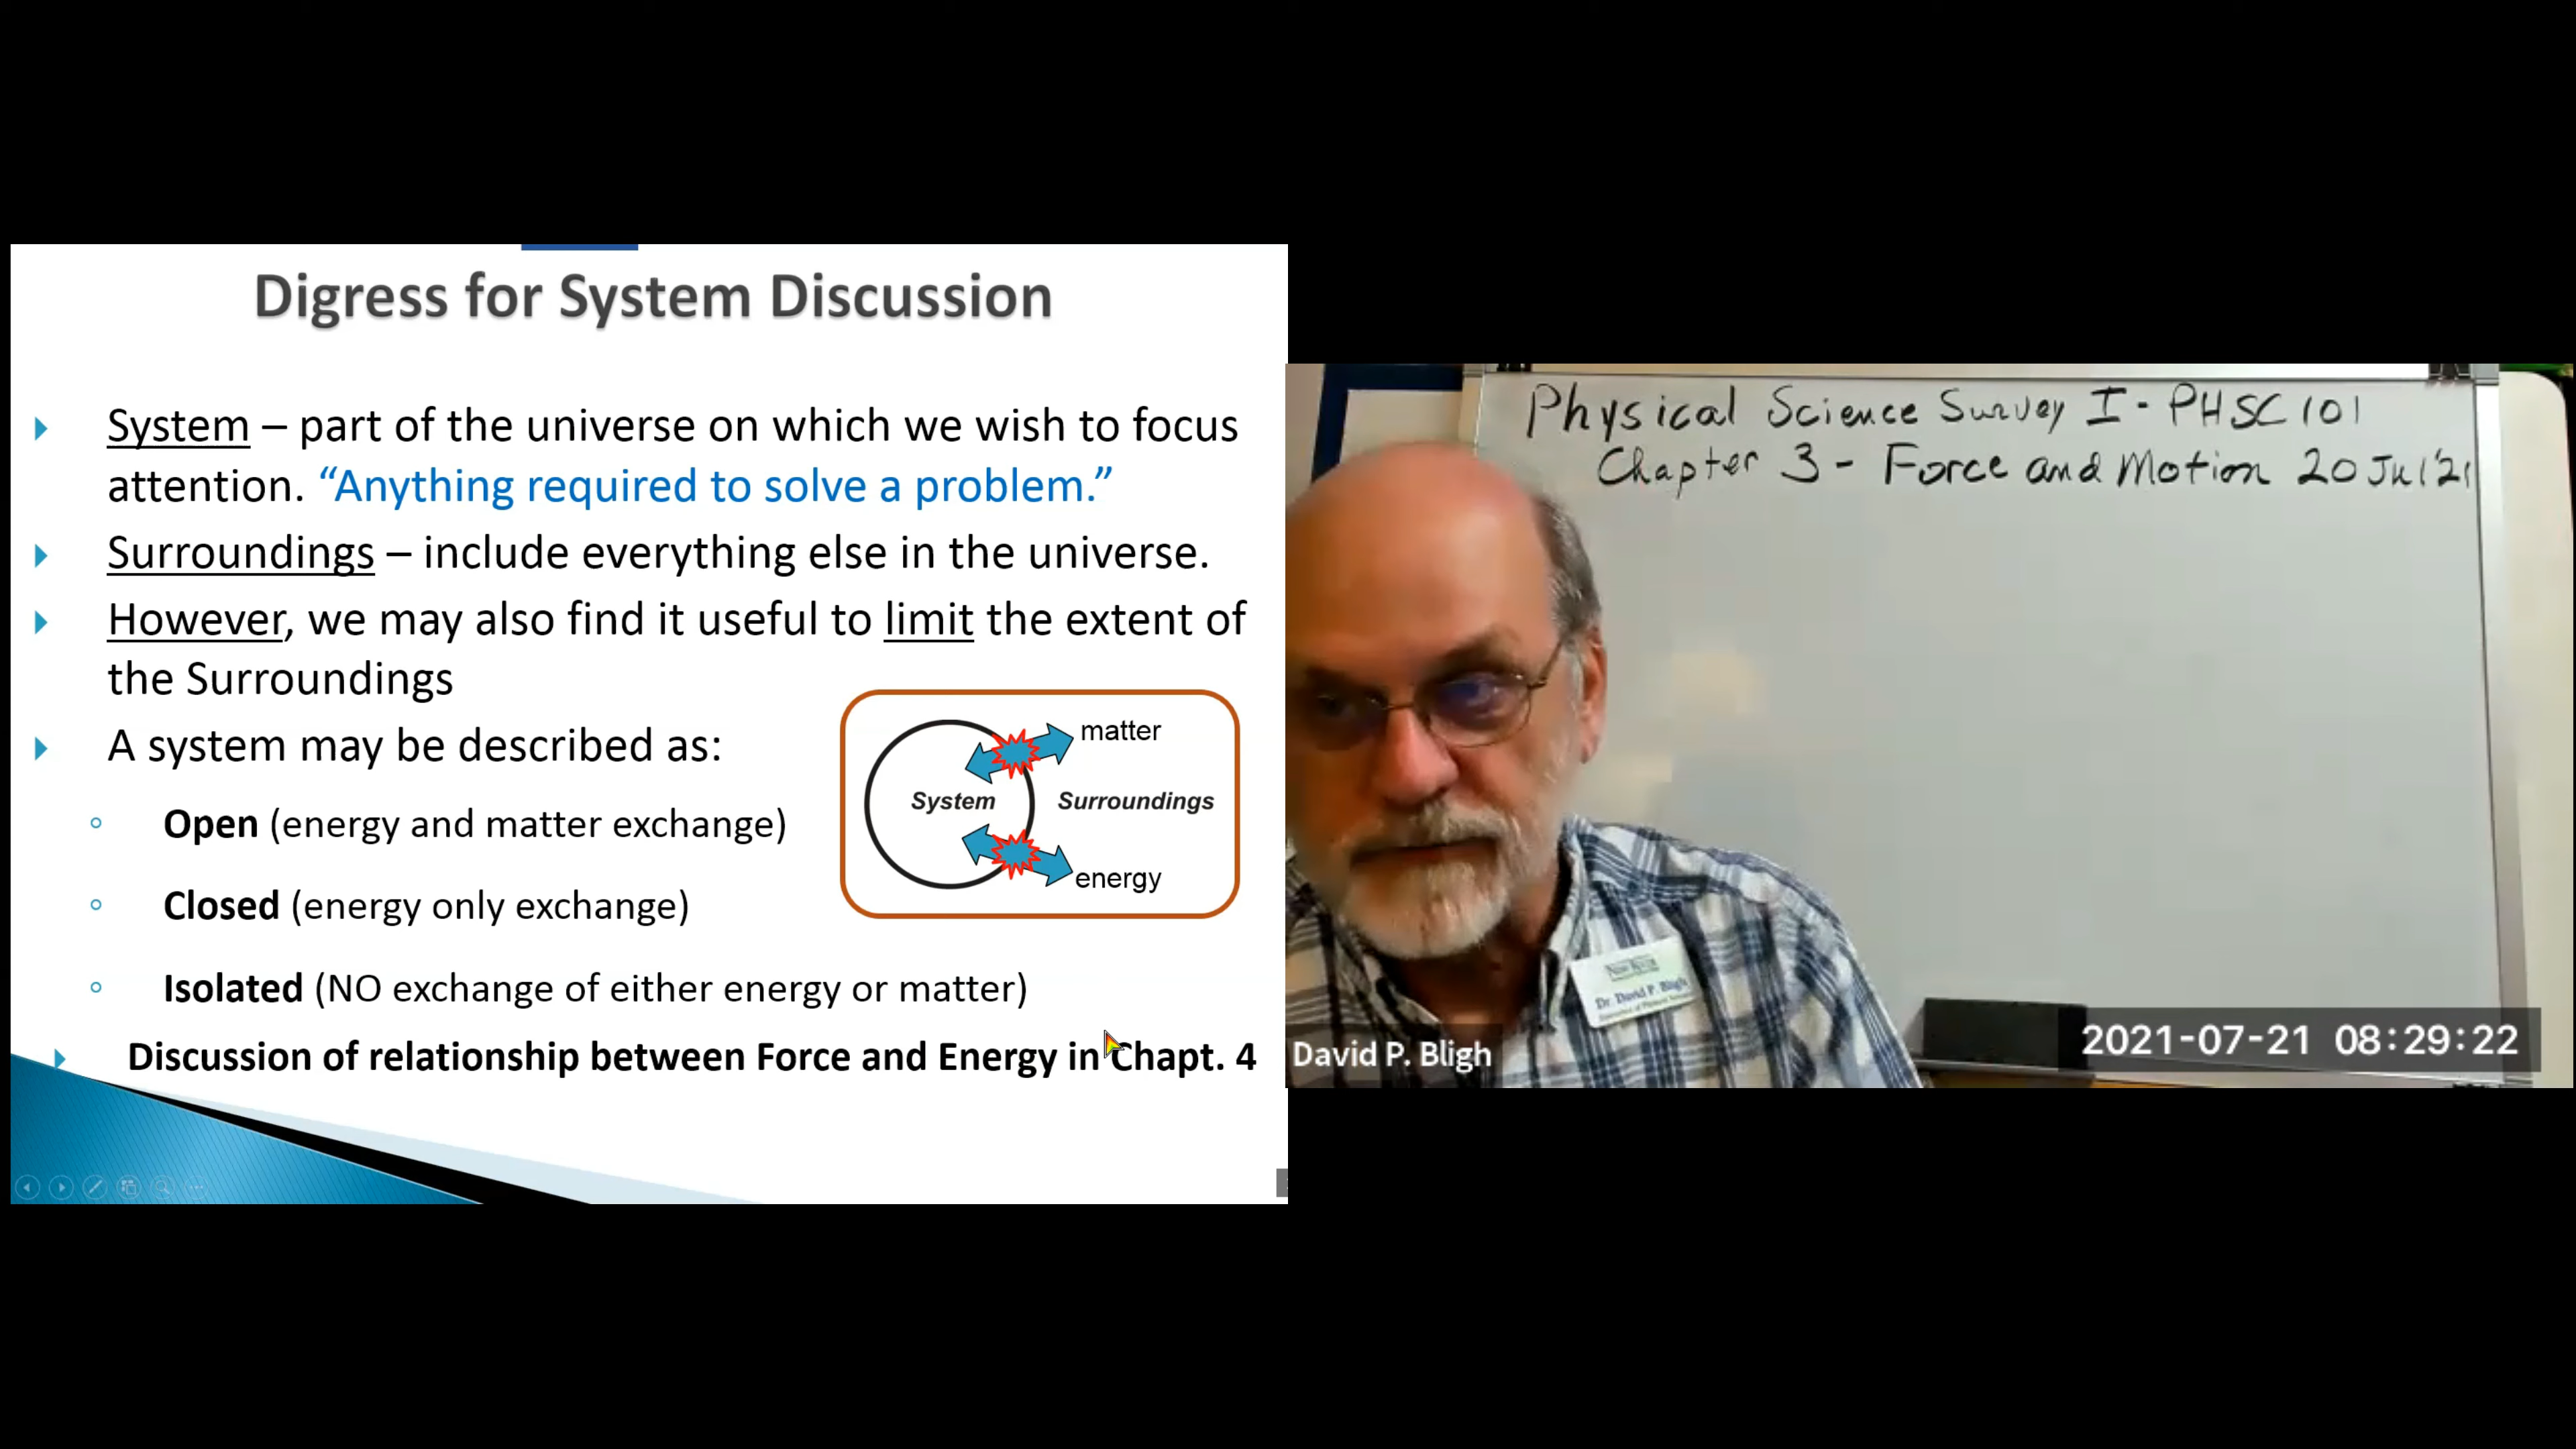 Digress for System Discussion
System – part of the universe on which we wish to focus
attention. “Anything required to solve a problem.”
Surroundings – include everything else in the universe.
However, we may also find it useful to limit the extent of
the Surroundings
A system may be described as:
Open (energy and matter exchange)
Closed (energy only exchange)
Isolated (NO exchange of either energy or matter)
Discussion of relationship between Force and Energy in Chapt. 4
matter
System
Surroundings
energy
Physical Science Survey I - PHSC 101
Chapter 3 - Force and Motion 20 Jul '21
Dr. David P. Bligh
David P. Bligh
2021-07-21 08:29:22